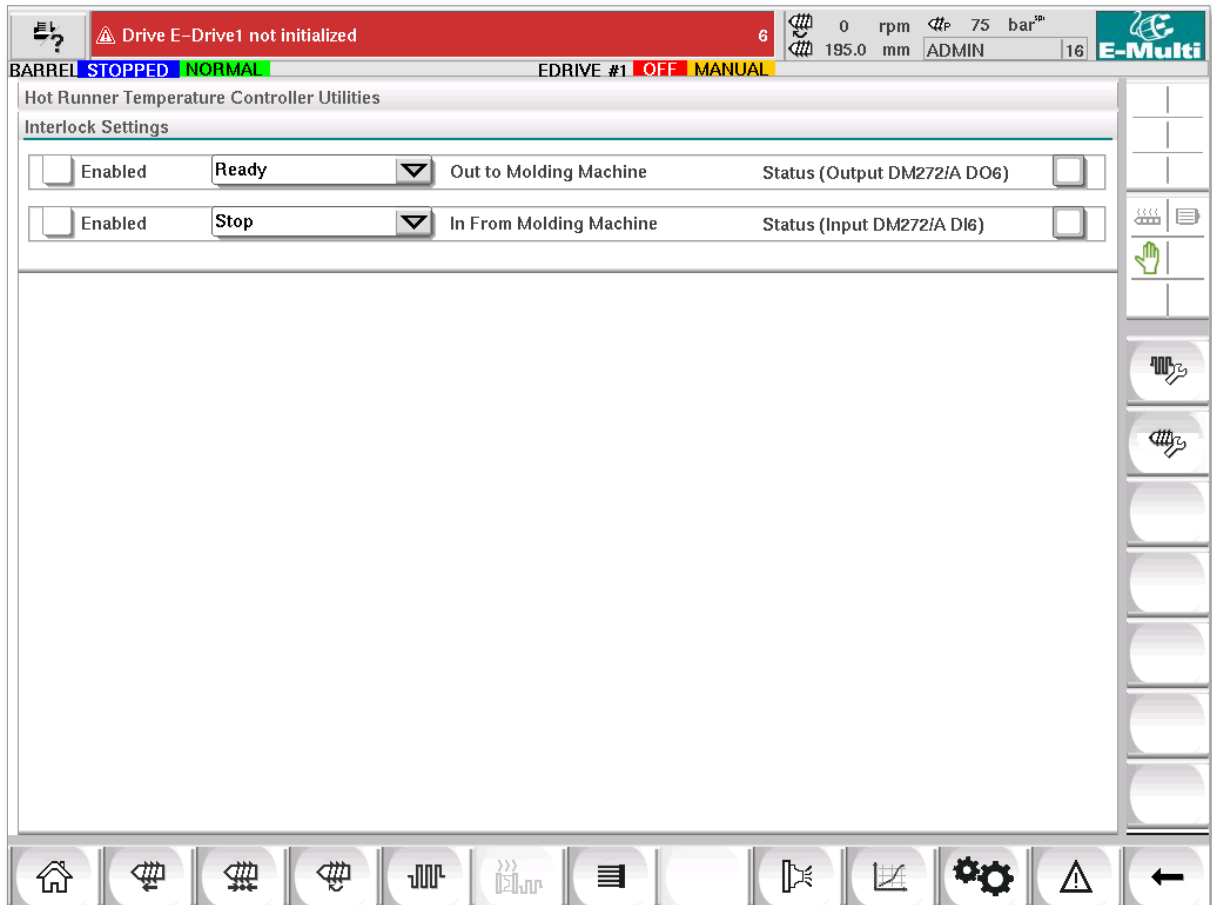 Drive E-Drive1 not initialized 6
0 rpm P 75 bar spi
195.0 mm ADMIN 16
E-Multi
BARREL STOPPED NORMAL EDRIVE #1 OFF MANUAL
Hot Runner Temperature Controller Utilities
Interlock Settings
Enabled Ready Out to Molding Machine Status (Output DM272/A DO6)
Enabled Stop In From Molding Machine Status (Input DM272/A DI6)